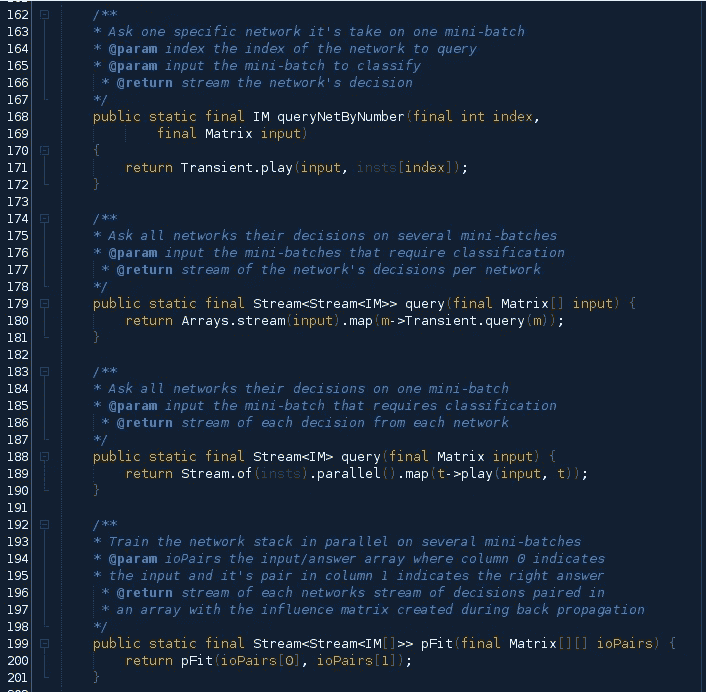 162 /**
163 * Ask one specific network it's take on one mini-batch
164 * @param index the index of the network to query
165 * @param input the mini-batch to classify
166 * @return stream the network's decision
167 */
168 public static final IM queryNetByNumber(final int index,
169 final Matrix input)
170 {
171 return Transient.play(input, insts[index]);
172 }
173
174 /**
175 * Ask all networks their decisions on several mini-batches
176 * @param input the mini-batches that require classification
177 * @return stream of the network's decisions per network
178 */
179 public static final Stream<Stream<IM>> query(final Matrix[] input) {
180 return Arrays.stream(input).map(m->Transient.query(m));
181 }
182
183 /**
184 * Ask all networks their decisions on one mini-batch
185 * @param input the mini-batch that requires classification
186 * @return stream of each decision from each network
187 */
188 public static final Stream<IM> query(final Matrix input) {
189 return Stream.of(insts).parallel().map(t->play(input, t));
190 }
191
192 /**
193 * Train the network stack in parallel on several mini-batches
194 * @param ioPairs the input/answer array where column 0 indicates
195 * the input and it's pair in column 1 indicates the right answer
196 * @return stream of each networks stream of decisions paired in
197 * an array with the influence matrix created during back propagation
198 */
199 public static final Stream<Stream<IM[]>> pFit(final Matrix[][] ioPairs) {
200 return pFit(ioPairs[0], ioPairs[1]);
201 }